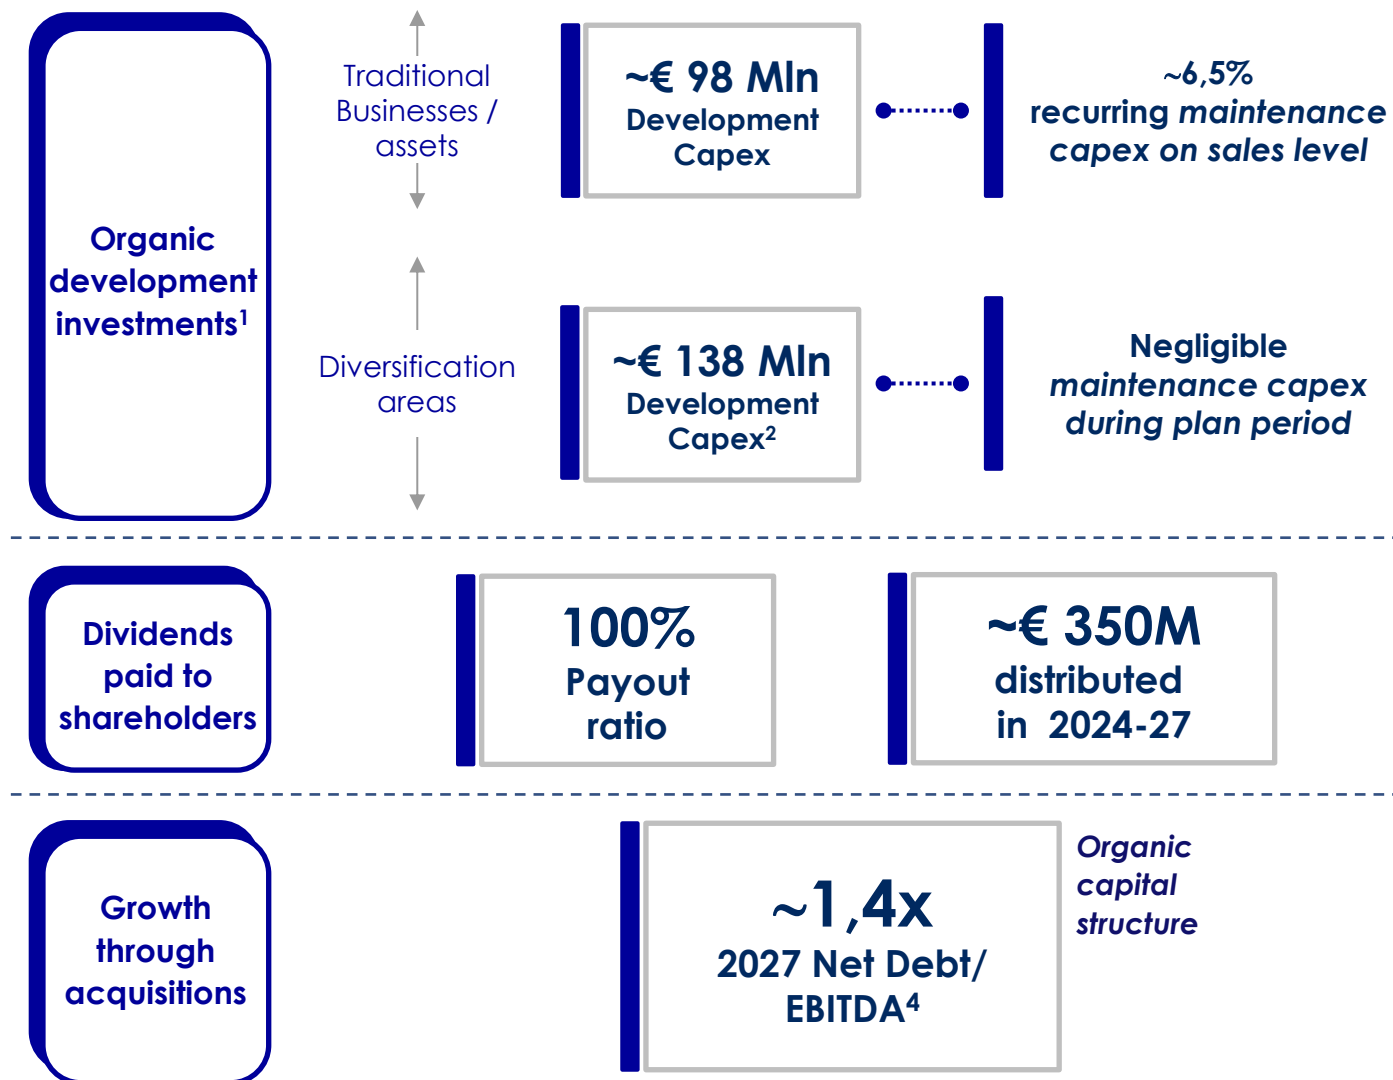 Organic
development
investments¹
Traditional
Businesses /
assets
~€ 98 Mln
Development
Capex
~6,5%
recurring maintenance
capex on sales level
Diversification
areas
~€ 138 Mln
Development
Capex²
Negligible
maintenance capex
during plan period
Dividends
paid to
shareholders
100%
Payout
ratio
~€ 350M
distributed
in 2024-27
Growth
through
acquisitions
~1,4x
2027 Net Debt/
EBITDA⁴
Organic
capital
structure